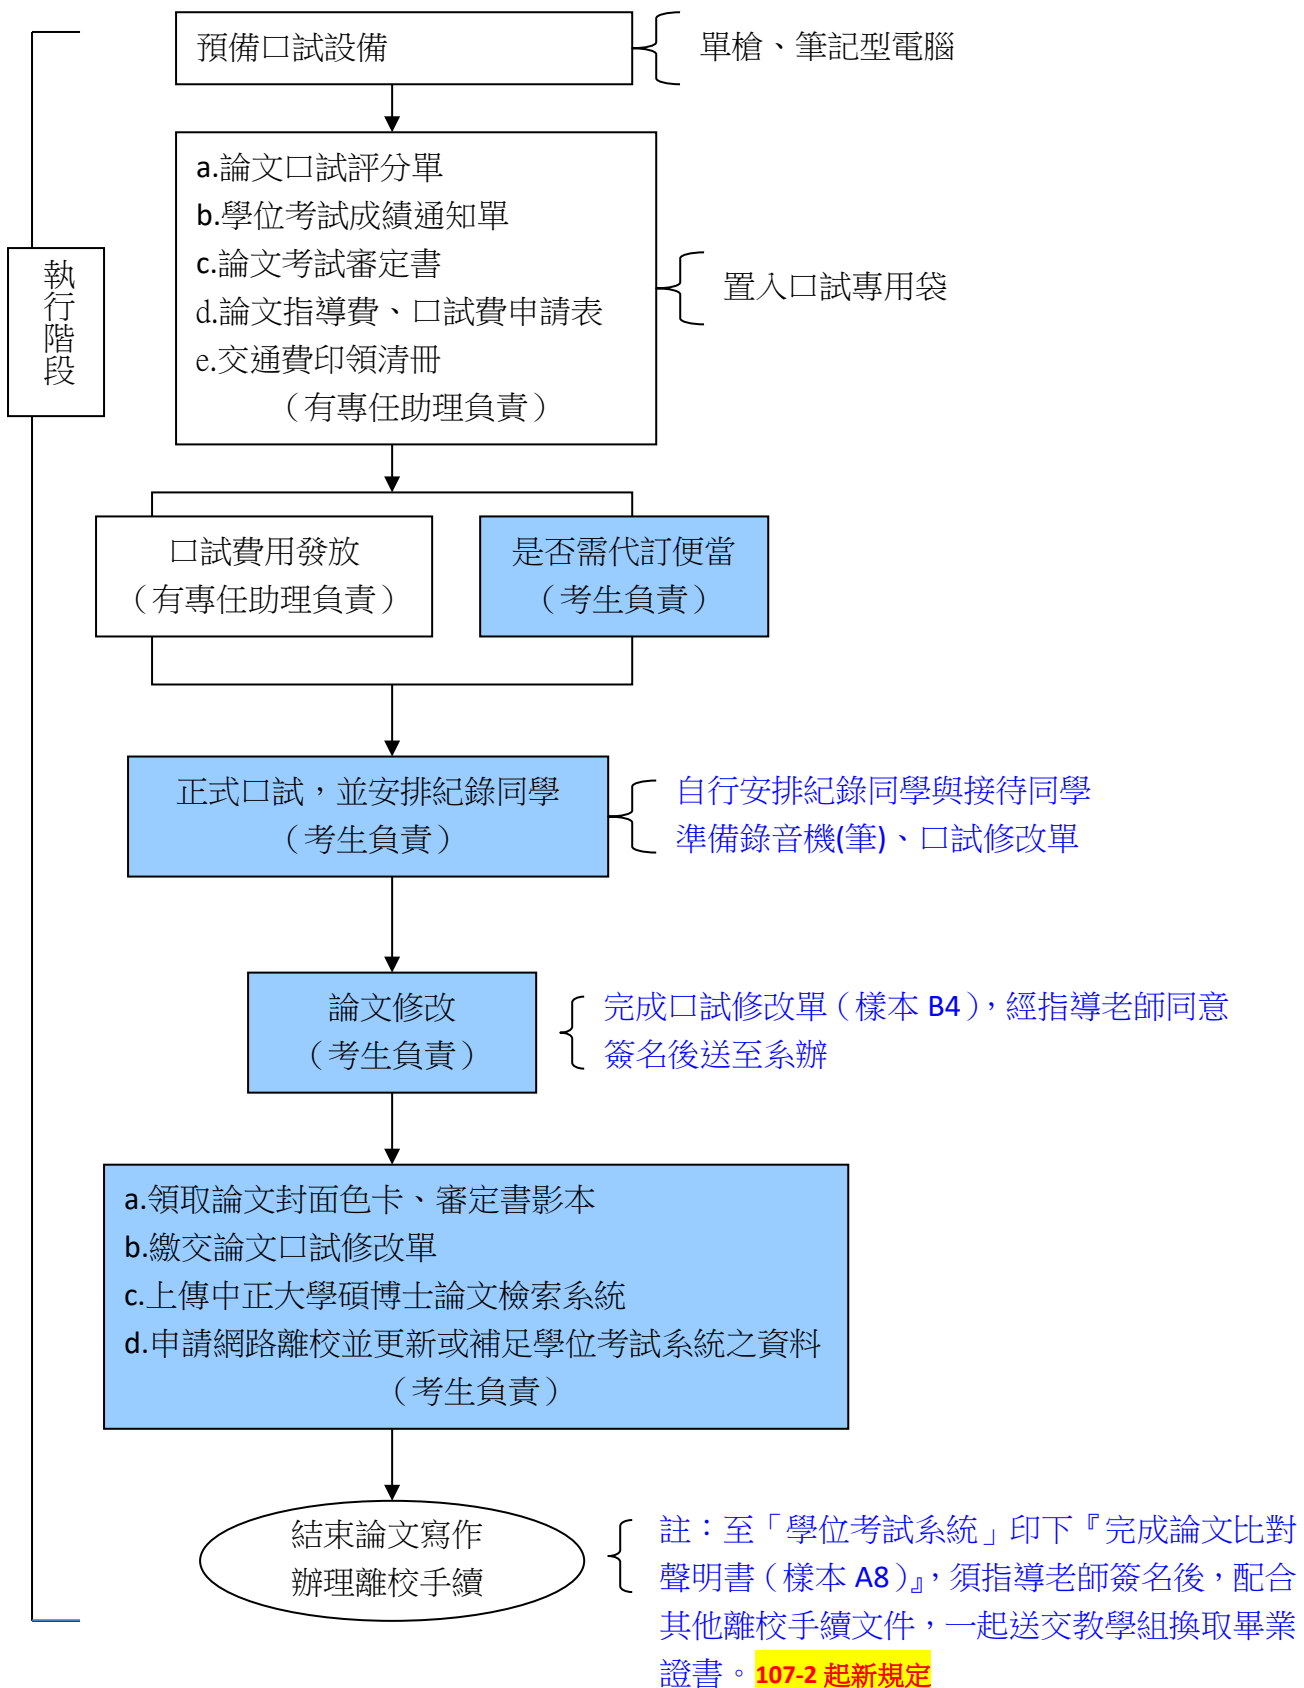 預備口試設備
單槍、筆記型電腦
a.論文口試評分單
b.學位考試成績通知單
c.論文考試審定書
d.論文指導費、口試費申請表
e.交通費印領清冊
（有專任助理負責）
置入口試專用袋
執行階段
口試費用發放
（有專任助理負責）
是否需代訂便當
（考生負責）
正式口試，並安排紀錄同學
（考生負責）
自行安排紀錄同學與接待同學
準備錄音機(筆)、口試修改單
論文修改
（考生負責）
完成口試修改單（樣本 B4），經指導老師同意
簽名後送至系辦
a.領取論文封面色卡、審定書影本
b.繳交論文口試修改單
c.上傳中正大學碩博士論文檢索系統
d.申請網路離校並更新或補足學位考試系統之資料
（考生負責）
結束論文寫作
辦理離校手續
註：至「學位考試系統」印下『完成論文比對
聲明書（樣本 A8）』，須指導老師簽名後，配合
其他離校手續文件，一起送交教學組換取畢業
證書。107-2 起新規定